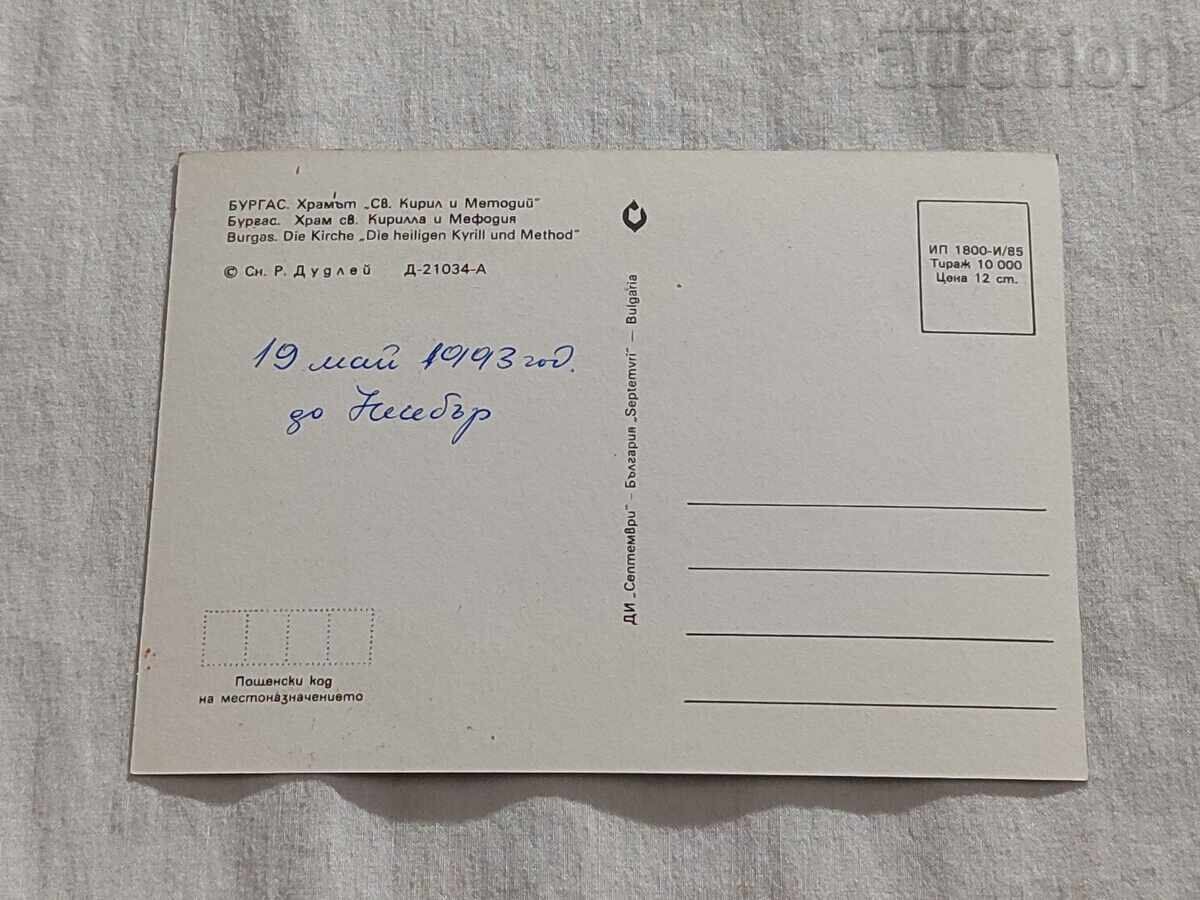 БУРГАС. Храмът „Св. Кирил и Методий"
Бургас. Храм св. Кирилла и Мефодия
Burgas. Die Kirche „Die heiligen Kyrill und Method"
© Сн. Р. Дудлей Д-21034-А
19 май 1993 год.
до
Пощенски код
на местоназначението
ДИ „Септември" – България „Septemvri" — Bulgaria
ИП 1800-И/85
Тираж 10 000
Цена 12 ст.